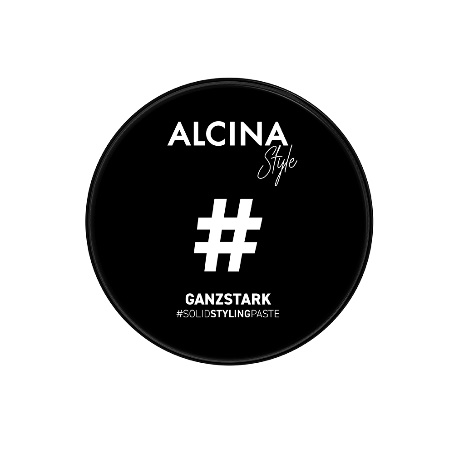 ALCINA
Style
#
GANZSTARK
#SOLIDSTYLINGPASTE